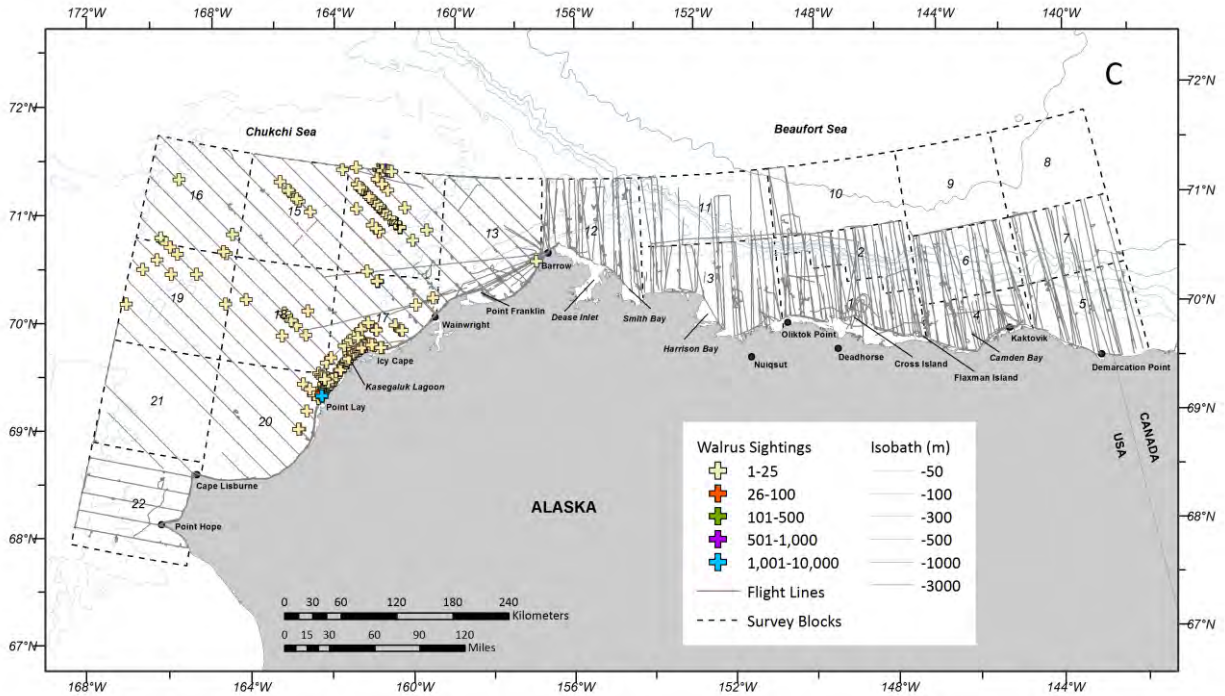 172°W 168°W 164°W 160°W 156°W 152°W 148°W 144°W 140°W
C
72°N 72°N
Chukchi Sea Beaufort Sea
8
9
16 10
71°N 15 11 71°N
13 12 7
Barrow 2 6
19 3
70°N 18 17 Point Franklin 1 4 5 70°N
Wainwright Dease Inlet Smith Bay Oliktok Point Kaktovik
Harrison Bay Camden Bay
Icy Cape Nuiqsut Deadhorse Cross Island Demarcation Point
Kasegaluk Lagoon Flaxman Island
21 Point Lay
69°N 20 69°N
CANADA
USA
Cape Lisburne
22
Point Hope ALASKA
68°N 68°N
67°N 67°N
Walrus Sightings
1-25
26-100
101-500
501-1,000
1,001-10,000
Flight Lines
Survey Blocks
Isobath (m)
-50
-100
-300
-500
-1000
-3000
0 30 60 120 180 240
Kilometers
0 15 30 60 90 120
Miles
168°W 164°W 160°W 156°W 152°W 148°W 144°W